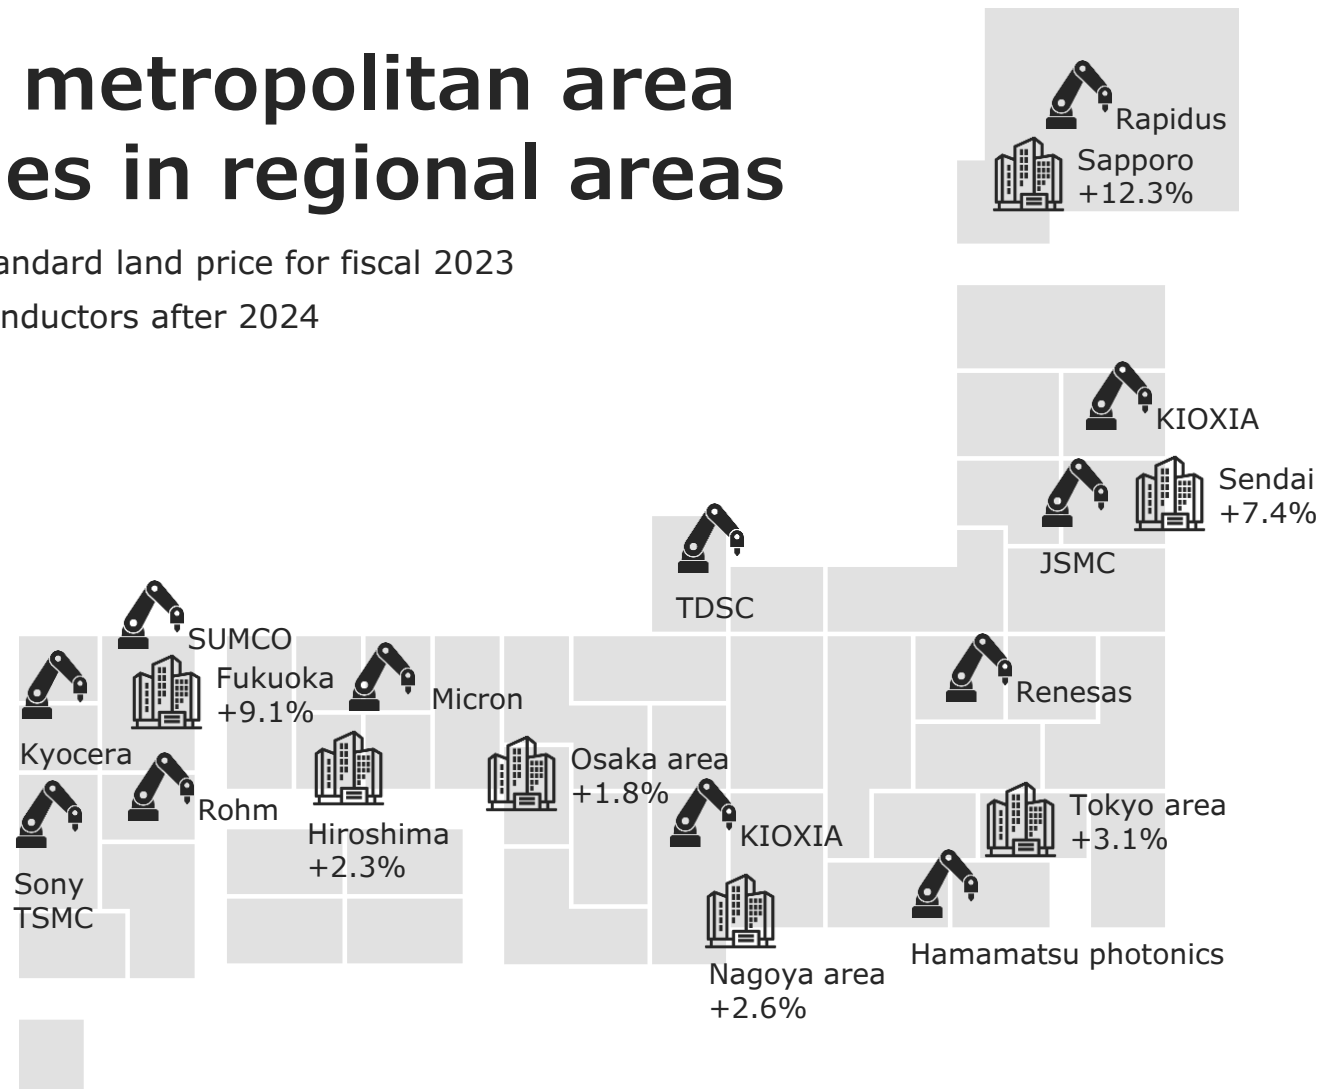 metropolitan area
es in regional areas
andard land price for fiscal 2023
nductors after 2024
Rapidus
Sapporo
+12.3%
KIOXIA
Sendai
+7.4%
JSMC
TDSC
SUMCO
Fukuoka
+9.1%
Kyocera
Rohm
Sony
TSMC
Micron
Hiroshima
+2.3%
Osaka area
+1.8%
KIOXIA
Nagoya area
+2.6%
Renesas
Tokyo area
+3.1%
Hamamatsu photonics